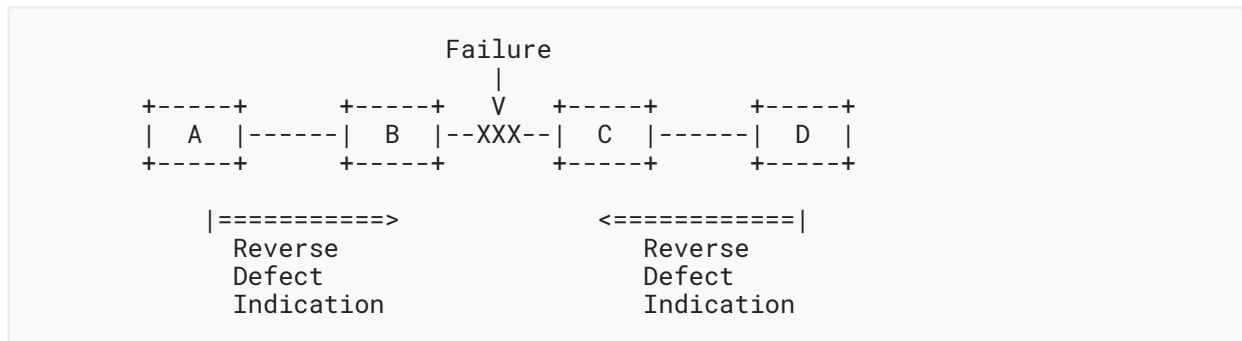 Failure
                       |
+-----+      +-----+   V   +-----+      +-----+
|  A  |------|  B  |--XXX--|  C  |------|  D  |
+-----+      +-----+       +-----+      +-----+

    |===========>             <============|
      Reverse                    Reverse
      Defect                     Defect
      Indication                 Indication